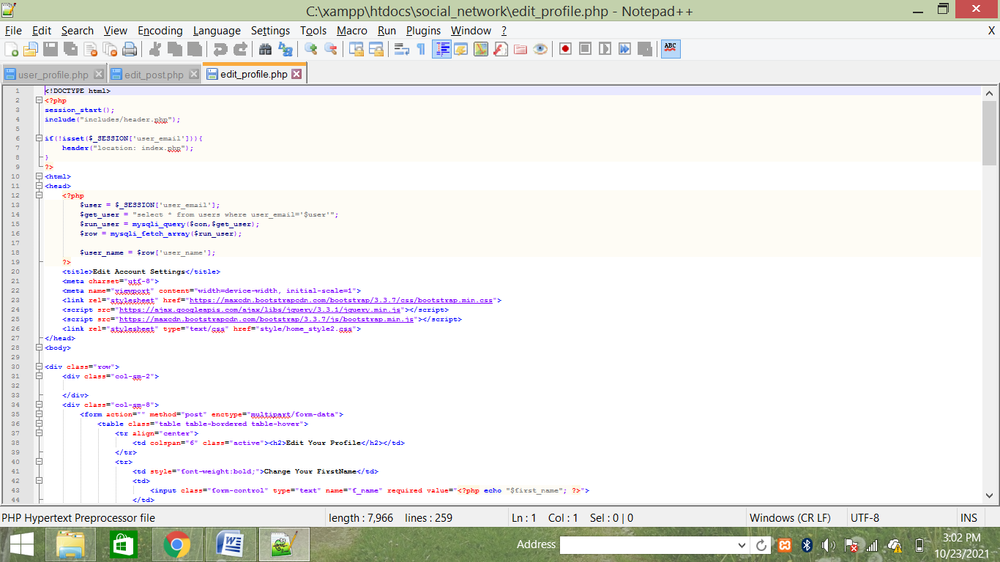 C:\xampp\htdocs\social_network\edit_profile.php - Notepad++
File Edit Search View Encoding Language Settings Tools Macro Run Plugins Window ? X
ABC
user_profile.php edit_post.php edit_profile.php
1 <!DOCTYPE html>
2 <?php
3 session_start();
4 include("includes/header.php");
5
6 if(!isset($_SESSION['user_email'])){
7 header("location: index.php");
8 }
9 ?>
10 <html>
11 <head>
12 <?php
13 $user = $_SESSION['user_email'];
14 $get_user = "select * from users where user_email='$user'";
15 $run_user = mysqli_query($con,$get_user);
16 $row = mysqli_fetch_array($run_user);
17
18 $user_name = $row['user_name'];
19 ?>
20 <title>Edit Account Settings</title>
21 <meta charset="utf-8">
22 <meta name="viewport" content="width=device-width, initial-scale=1">
23 <link rel="stylesheet" href="https://maxcdn.bootstrapcdn.com/bootstrap/3.3.7/css/bootstrap.min.css">
24 <script src="https://ajax.googleapis.com/ajax/libs/jquery/3.3.1/jquery.min.js"></script>
25 <script src="https://maxcdn.bootstrapcdn.com/bootstrap/3.3.7/js/bootstrap.min.js"></script>
26 <link rel="stylesheet" type="text/css" href="style/home_style2.css">
27 </head>
28 <body>
29
30 <div class="row">
31 <div class="col-sm-2">
32
33 </div>
34 <div class="col-sm-8">
35 <form action="" method="post" enctype="multipart/form-data">
36 <table class="table table-bordered table-hover">
37 <tr align="center">
38 <td colspan="6" class="active"><h2>Edit Your Profile</h2></td>
39 </tr>
40 <tr>
41 <td style="font-weight:bold;">Change Your FirstName</td>
42 <td>
43 <input class="form-control" type="text" name="f_name" required value="<?php echo "$first_name"; ?>">
44 </td>
PHP Hypertext Preprocessor file length : 7,966 lines : 259 Ln : 1 Col : 1 Sel : 0 | 0 Windows (CR LF) UTF-8 INS
Address 3:02 PM
10/23/2021